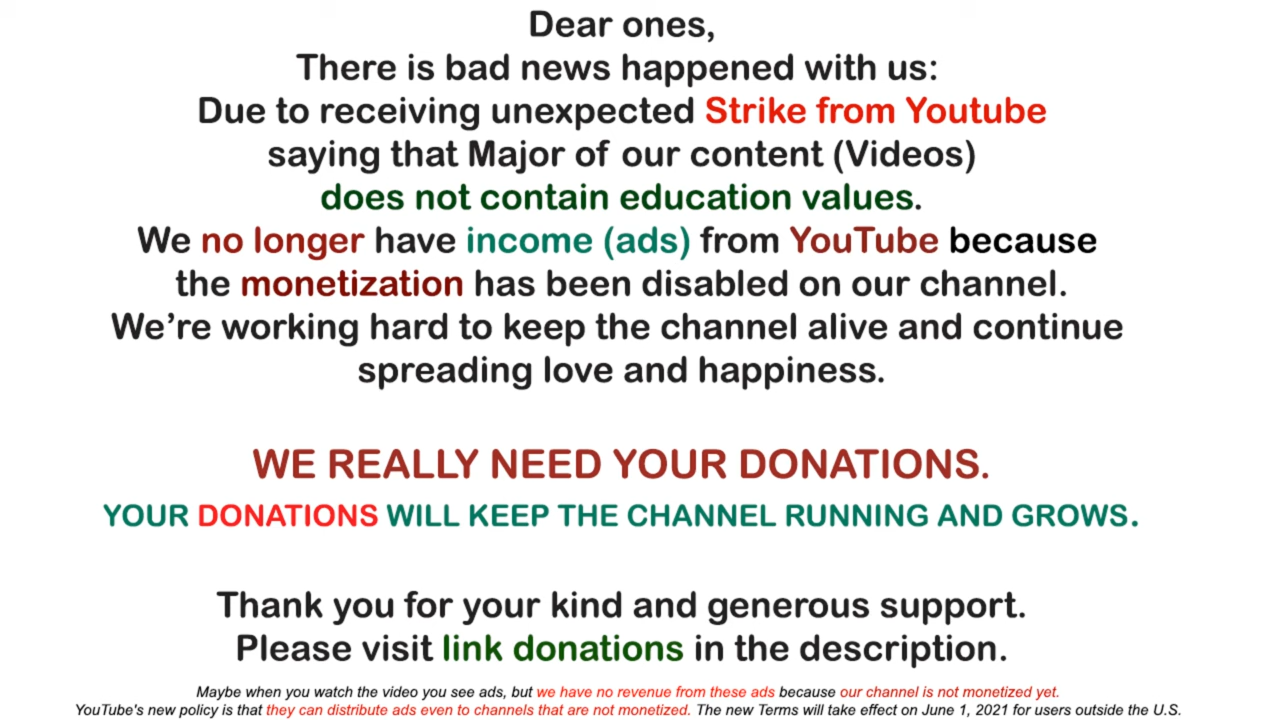 Dear ones,
There is bad news happened with us:
Due to receiving unexpected Strike from Youtube
saying that Major of our content (Videos)
does not contain education values.
We no longer have income (ads) from YouTube because
the monetization has been disabled on our channel.
We’re working hard to keep the channel alive and continue
spreading love and happiness.
WE REALLY NEED YOUR DONATIONS.
YOUR DONATIONS WILL KEEP THE CHANNEL RUNNING AND GROWS.
Thank you for your kind and generous support.
Please visit link donations in the description.
Maybe when you watch the video you see ads, but we have no revenue from these ads because our channel is not monetized yet.
YouTube's new policy is that they can distribute ads even to channels that are not monetized. The new Terms will take effect on June 1, 2021 for users outside the U.S.